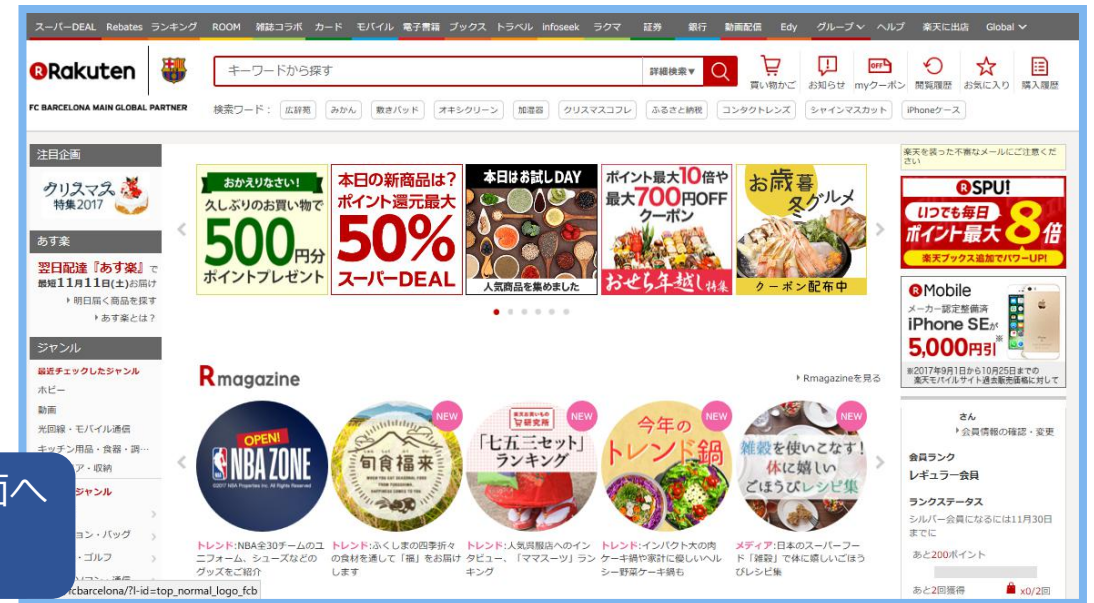 スーパーDEAL Rebates ランキング ROOM 雑誌コラボ カード モバイル 電子書籍 ブックス トラベル infoseek ラクマ 証券 銀行 動画配信 Edy グループ ヘルプ 楽天に出店 Global
Rakuten
FC BARCELONA MAIN GLOBAL PARTNER
キーワードから探す
詳細検索▼
買い物かご お知らせ myクーポン 閲覧履歴 お気に入り 購入履歴
OFF
検索ワード： 広辞苑 みかん 敷きパッド オキシクリーン 加湿器 クリスマスコフレ ふるさと納税 コンタクトレンズ シャインマスカット iPhoneケース
注目企画
クリスマス
特集2017
あす楽
翌日配達『あす楽』で
最短11月11日(土)お届け
明日届く商品を探す
あす楽とは？
ジャンル
最近チェックしたジャンル
ホビー
動画
光回線・モバイル通信
キッチン用品・食器・調…
ア・収納
ジャンル
ョン・バッグ
・ゴルフ
面へ
fcbarcelona/?l-id=top_normal_logo_fcb
おかえりなさい！
久しぶりのお買い物で
500円分
ポイントプレゼント
本日の新商品は？
ポイント還元最大
50%
スーパーDEAL
本日はお試しDAY
人気商品を集めました
ポイント最大10倍や
最大700円OFF
クーポン
おせち年越し特集
お歳暮
冬グルメ
クーポン配布中
Rmagazine
Rmagazineを見る
OPEN!
NBA ZONE
©2017 NBA Properties Inc. All Rights Reserved
トレンド:NBA全30チームのユ
ニフォーム、シューズなどの
グッズをご紹介
NEW
旬食福来
トレンド:ふくしまの四季折々
の食材を通して「福」をお届け
します
NEW
楽天お買いもの
研究所
「七五三セット」
ランキング
トレンド:人気呉服店へのイン
タビュー、「ママスーツ」ラン
キング
NEW
今年の
トレンド鍋
トレンド:インパクト大の肉
ケーキ鍋や家計に優しいヘル
シー野菜ケーキ鍋も
NEW
雑穀を使いこなす！
体に嬉しい
ごほうびレシピ集
メディア:日本のスーパーフー
ド「雑穀」で体に嬉しいごほう
びレシピ集
楽天を装った不審なメールにご注意くだ
さい
SPU!
いつでも毎日
ポイント最大8倍
楽天ブックス追加でパワーUP!
Mobile
メーカー認定整備済
iPhone SEが
5,000円引※
※2017年9月1日から10月25日までの
楽天モバイルサイト過去販売価格に対して
さん
会員情報の確認・変更
会員ランク
レギュラー会員
ランクステータス
シルバー会員になるには11月30日
までに
あと200ポイント
あと2回獲得 x0/2回